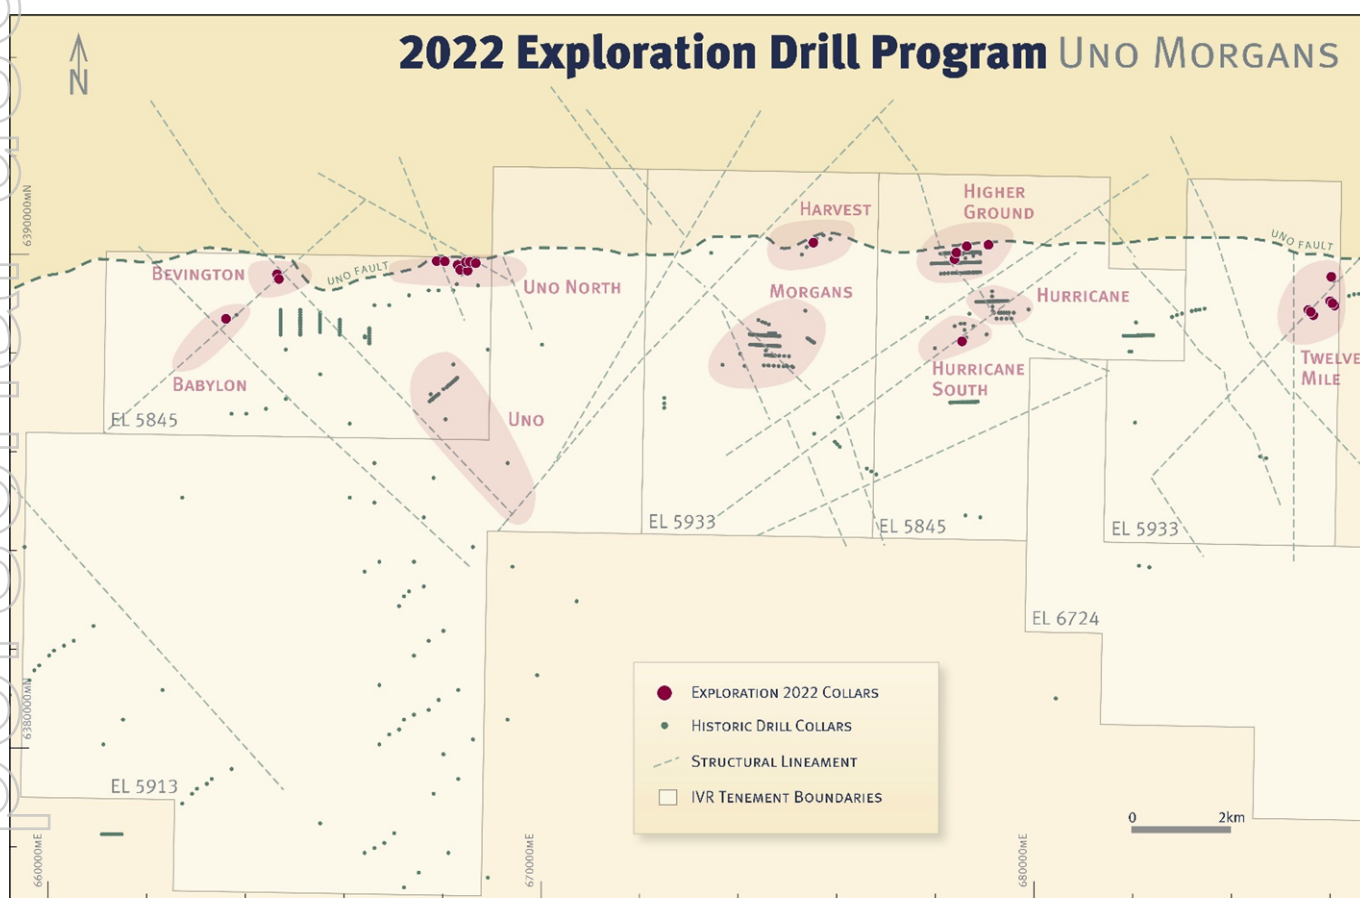 2022 Exploration Drill Program UNO MORGANS
N
6390000MN
HARVEST
HIGHER
GROUND
UNO FAULT
BEVINGTON
UNO FAULT
UNO NORTH
MORGANS
HURRICANE
BABYLON
HURRICANE
SOUTH
TWELVE
MILE
EL 5845
UNO
EL 5933
EL 5845
EL 5933
EL 6724
6380000MN
EL 5913
EXPLORATION 2022 COLLARS
HISTORIC DRILL COLLARS
STRUCTURAL LINEAMENT
IVR TENEMENT BOUNDARIES
0 2km
660000ME
670000ME
680000ME